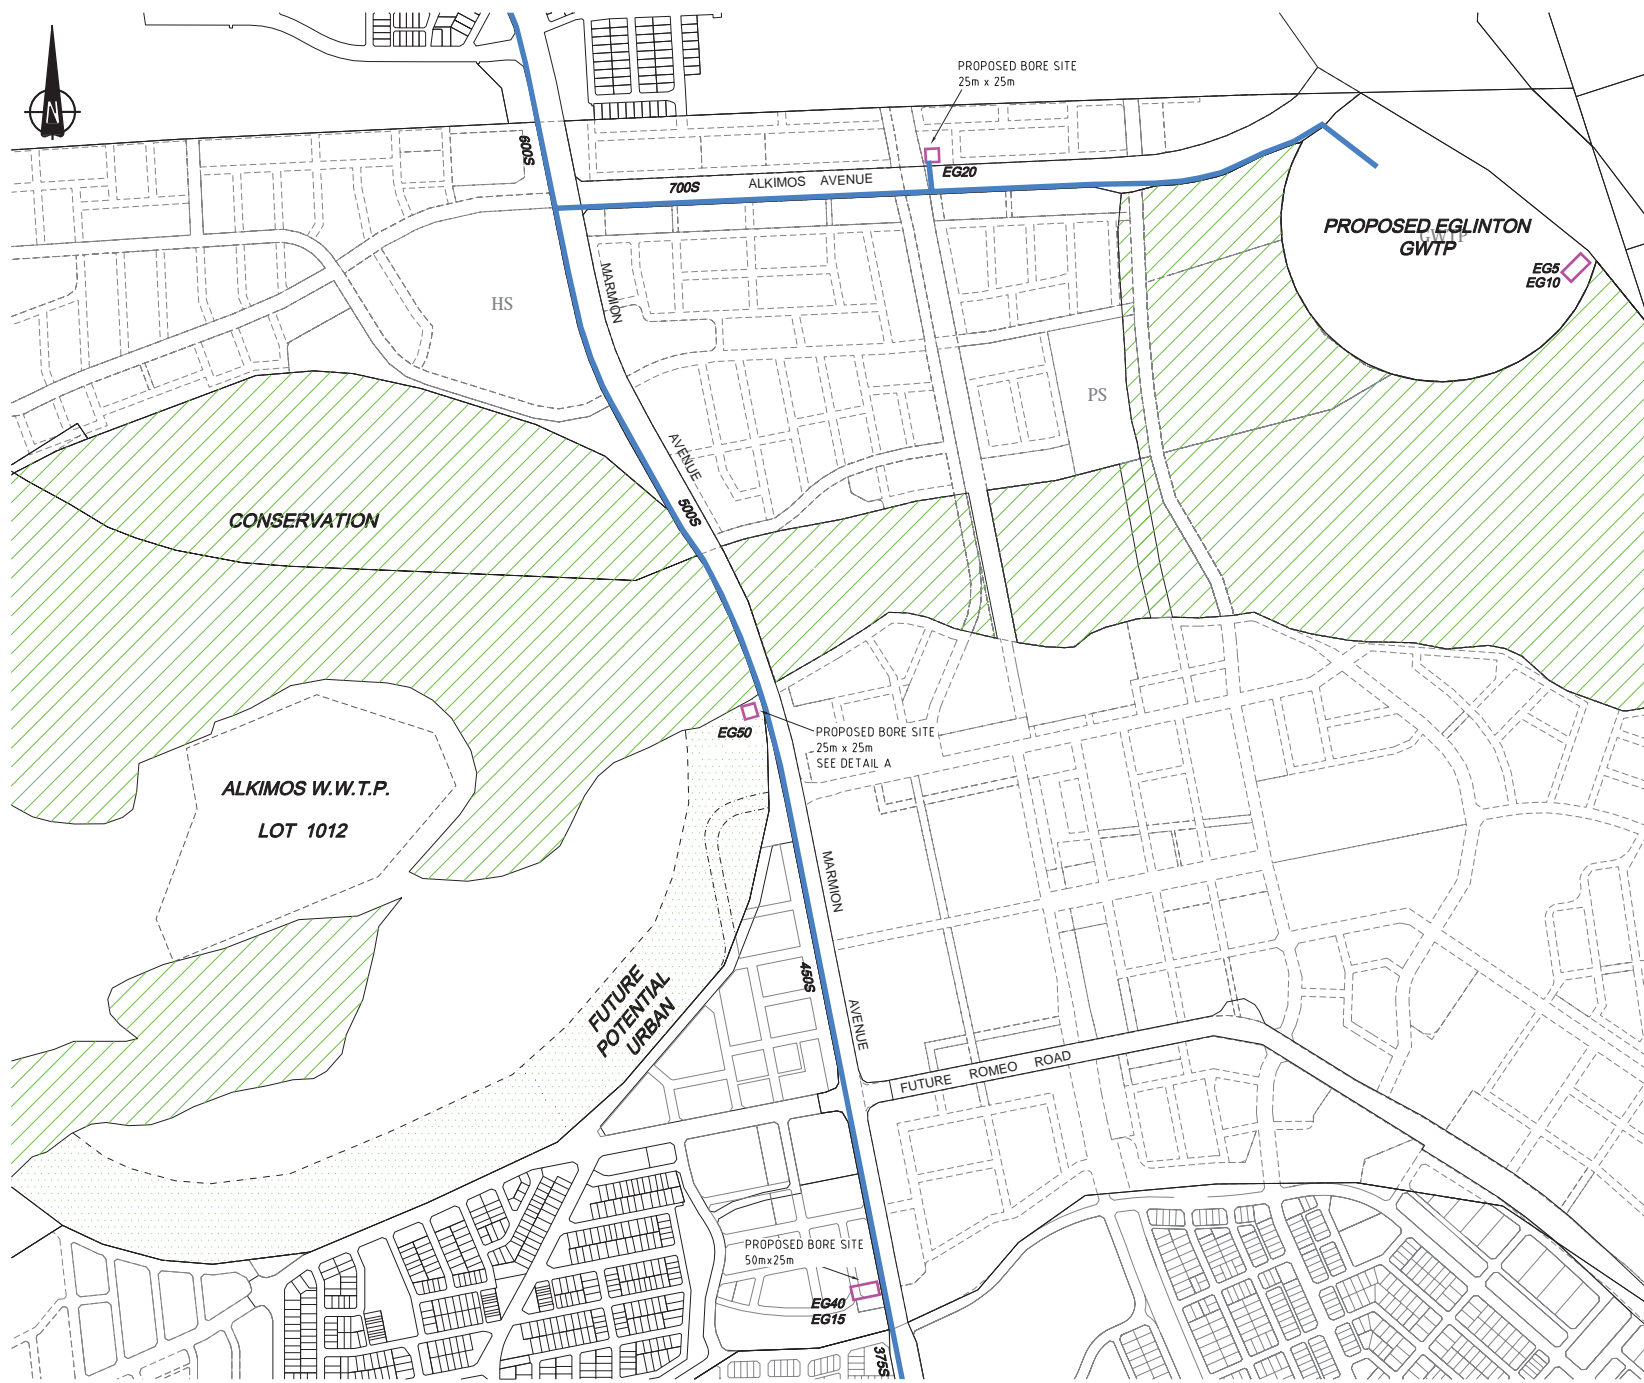 PROPOSED BORE SITE
25m x 25m
N
600S
EG20
700S
ALKIMOS AVENUE
PROPOSED EGLINTON
GWTP
GWTP
EG5
EG10
HS
MARMION
PS
AVENUE
500S
CONSERVATION
EG50
PROPOSED BORE SITE
25m x 25m
SEE DETAIL A
ALKIMOS W.W.T.P.
LOT 1012
MARMION
450S
AVENUE
FUTURE
POTENTIAL
URBAN
FUTURE ROMEO ROAD
PROPOSED BORE SITE
50mx25m
EG40
EG15
375S